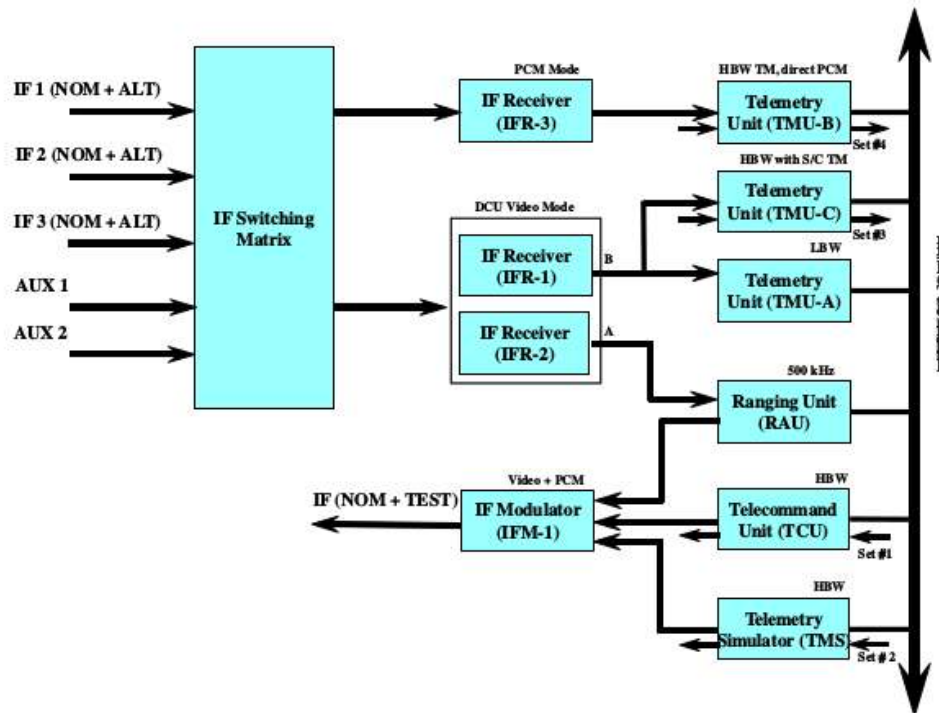 PCM Mode
HBW TM, direct PCM
IF 1 (NOM + ALT)
IF Receiver
(IFR-3)
Telemetry
Unit (TMU-B)
Set #4
IF 2 (NOM + ALT)
HBW with S/C TM
Telemetry
Unit (TMU-C)
Set #3
IF 3 (NOM + ALT)
IF Switching
Matrix
DCU Video Mode
IF Receiver
(IFR-1)
B
LBW
Telemetry
Unit (TMU-A)
AUX 1
AUX 2
IF Receiver
(IFR-2)
A
500 kHz
Ranging Unit
(RAU)
Video + PCM
IF (NOM + TEST)
IF Modulator
(IFM-1)
HBW
Telecommand
Unit (TCU)
Set #1
HBW
Telemetry
Simulator (TMS)
Set # 2